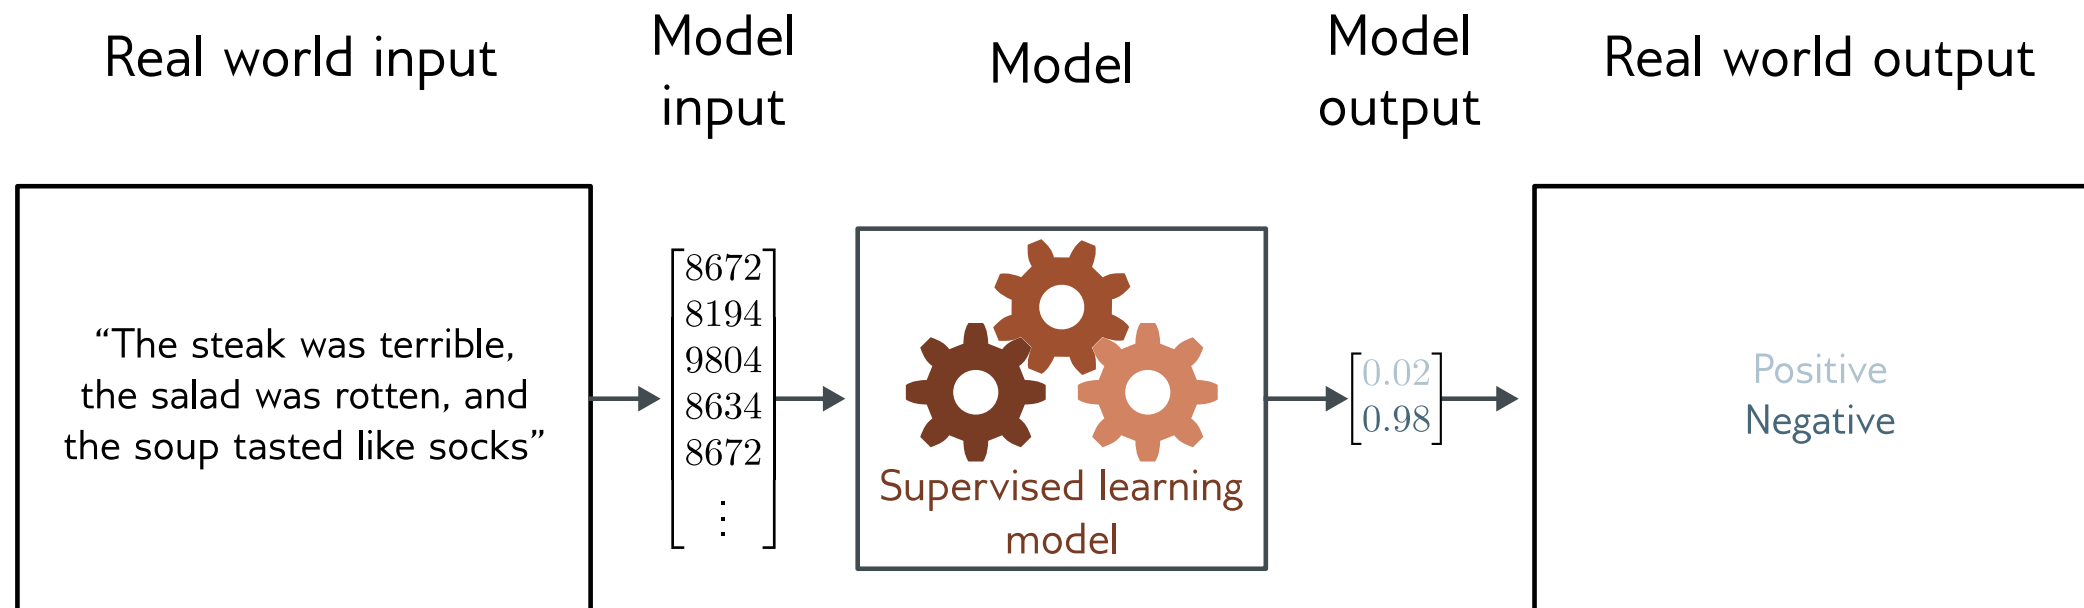 Real world input
Model
input
Model
Model
output
Real world output
“The steak was terrible,
the salad was rotten, and
the soup tasted like socks”
8672
8194
9804
8634
8672
⋮
Supervised learning
model
0.02
0.98
Positive
Negative